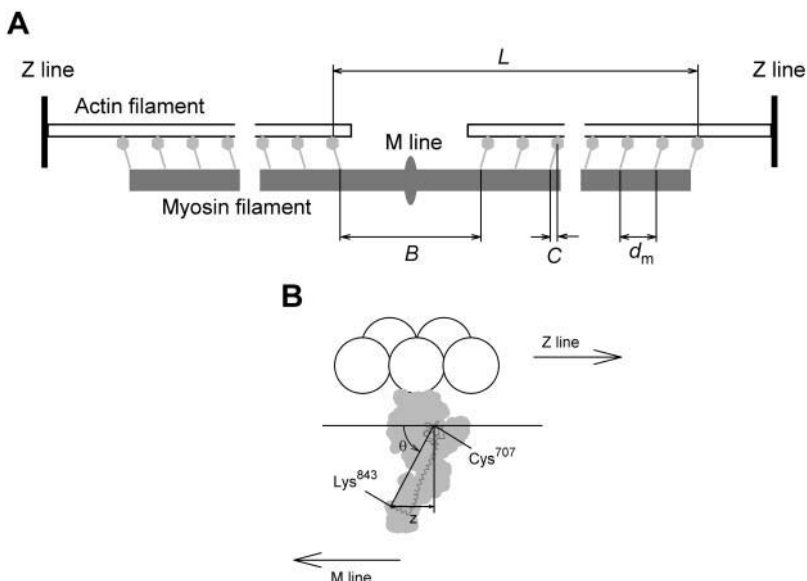 A
Z line
L
Z line
Actin filament
M line
Myosin filament
B
C
dm
B
Z line
θ
Cys707
Lys843
z
M line